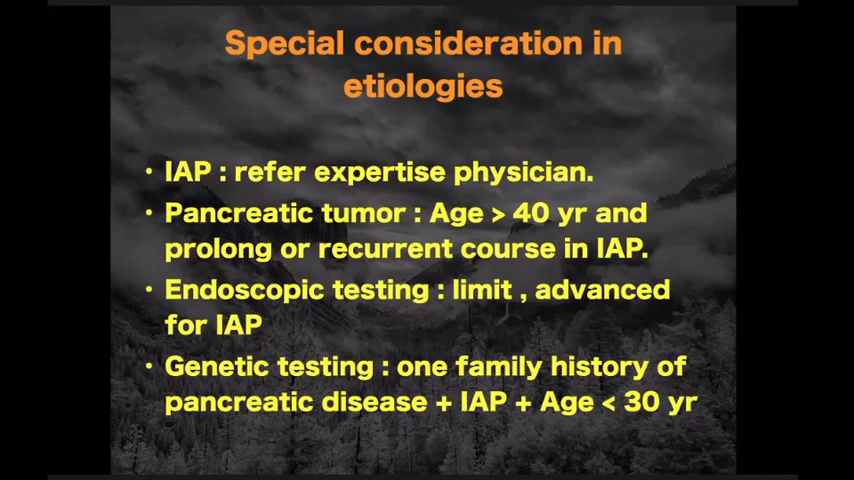 Special consideration in
etiologies
• IAP : refer expertise physician.
• Pancreatic tumor : Age > 40 yr and
prolong or recurrent course in IAP.
• Endoscopic testing : limit , advanced
for IAP
• Genetic testing : one family history of
pancreatic disease + IAP + Age < 30 yr